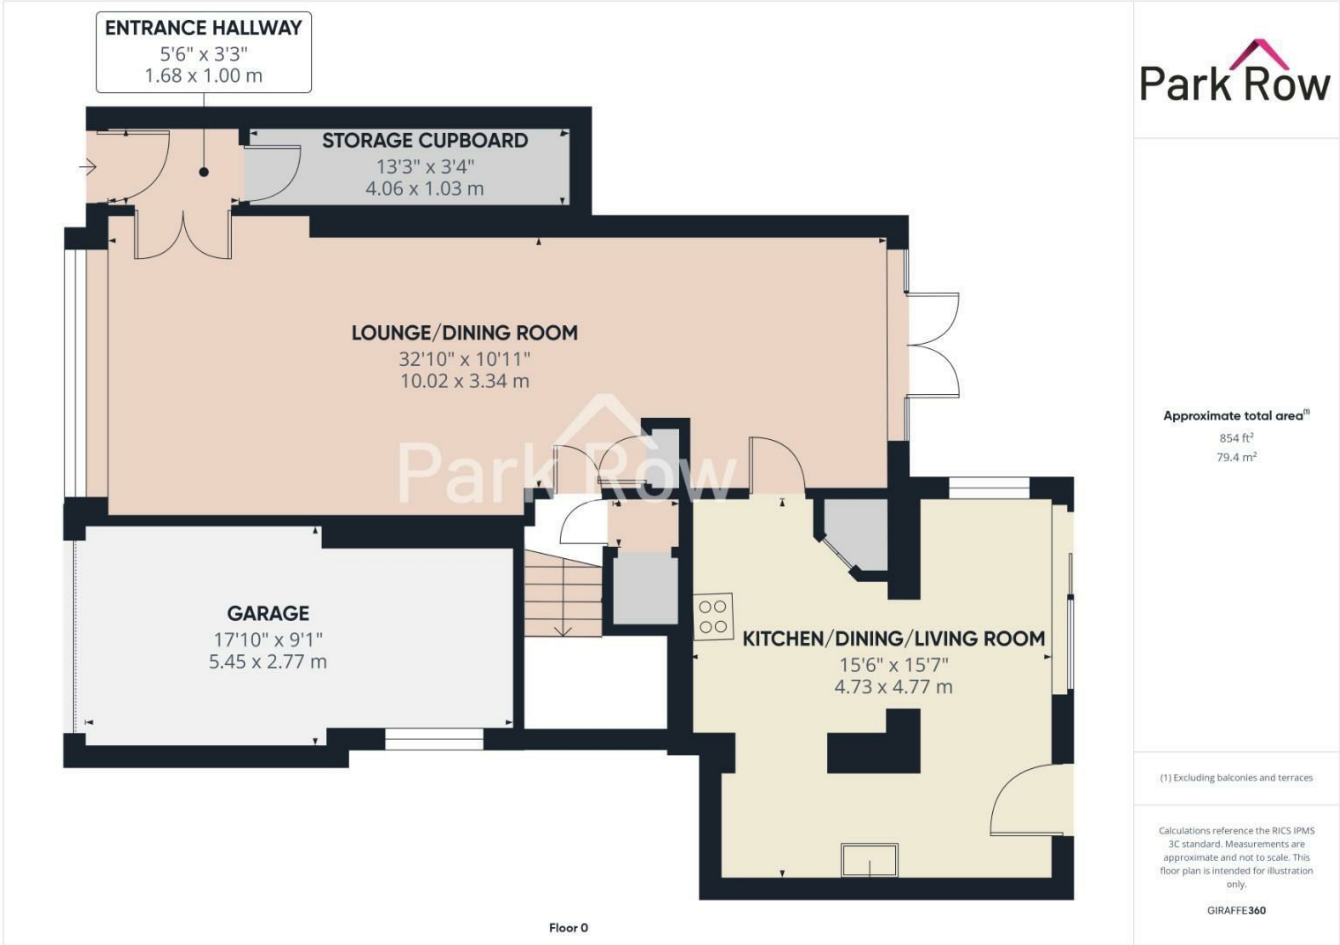 ENTRANCE HALLWAY
5'6" x 3'3"
1.68 x 1.00 m
STORAGE CUPBOARD
13'3" x 3'4"
4.06 x 1.03 m
LOUNGE/DINING ROOM
32'10" x 10'11"
10.02 x 3.34 m
Park Row
GARAGE
17'10" x 9'1"
5.45 x 2.77 m
KITCHEN/DINING/LIVING ROOM
15'6" x 15'7"
4.73 x 4.77 m
Floor 0
Park Row
Approximate total area⁽¹⁾
854 ft²
79.4 m²
(1) Excluding balconies and terraces
Calculations reference the RICS IPMS
3C standard. Measurements are
approximate and not to scale. This
floor plan is intended for illustration
only.
GIRAFFE360